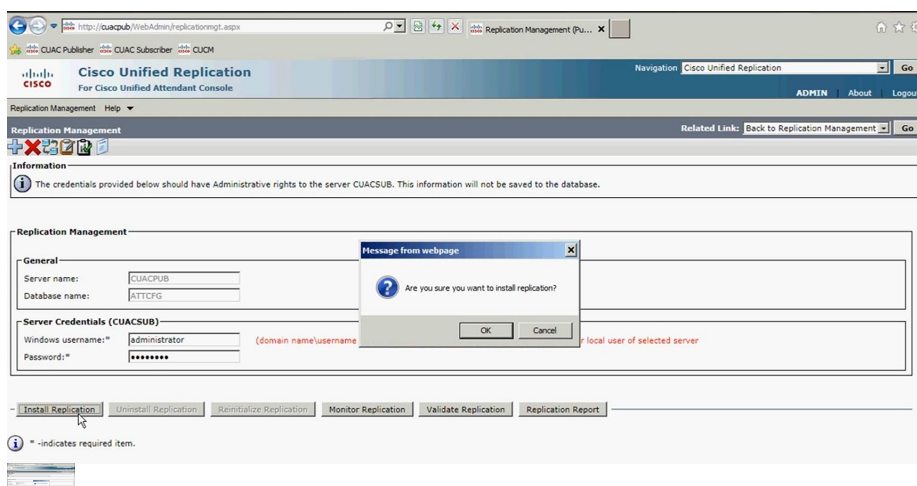 http://cuacpub/WebAdmin/replicationmgt.aspx
Replication Management (Pu... X
CUAC Publisher CUAC Subscriber CUCM
CISCO
Cisco Unified Replication
For Cisco Unified Attendant Console
Navigation Cisco Unified Replication Go
ADMIN About Logou
Replication Management Help
Replication Management
Related Link: Back to Replication Management Go
Information
The credentials provided below should have Administrative rights to the server CUACSUB. This information will not be saved to the database.
Replication Management
General
Server name: CUACPUB
Database name: ATTCFG
Message from webpage
Are you sure you want to install replication?
OK Cancel
Server Credentials (CUACSUB)
Windows username:* administrator (domain name\username r local user of selected server
Password:* ••••••••
Install Replication Uninstall Replication Reinitialize Replication Monitor Replication Validate Replication Replication Report
* -indicates required item.